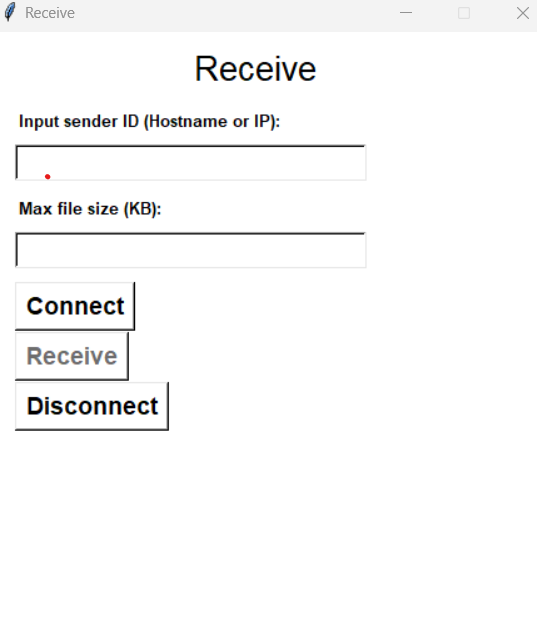 Receive
Receive
Input sender ID (Hostname or IP):
Max file size (KB):
Connect
Receive
Disconnect